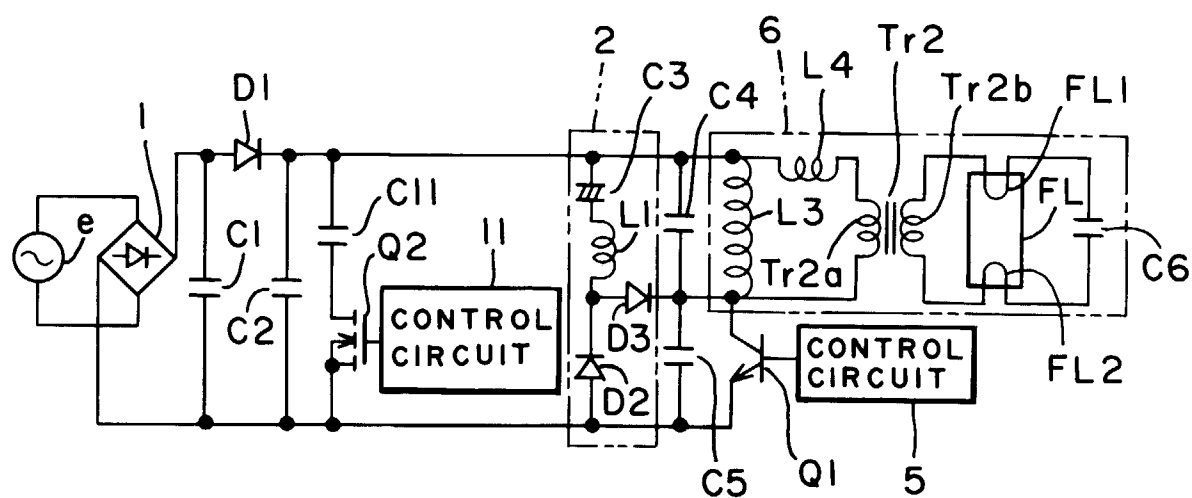 2
6
Tr2
C3
C4
L4
Tr2b
FL1
1
D1
e
C1
C2
C11
Q2
11
L1
L3
Tr2a
FL
C6
CONTROL
CIRCUIT
D3
D2
CONTROL
CIRCUIT
FL2
C5
Q1
5